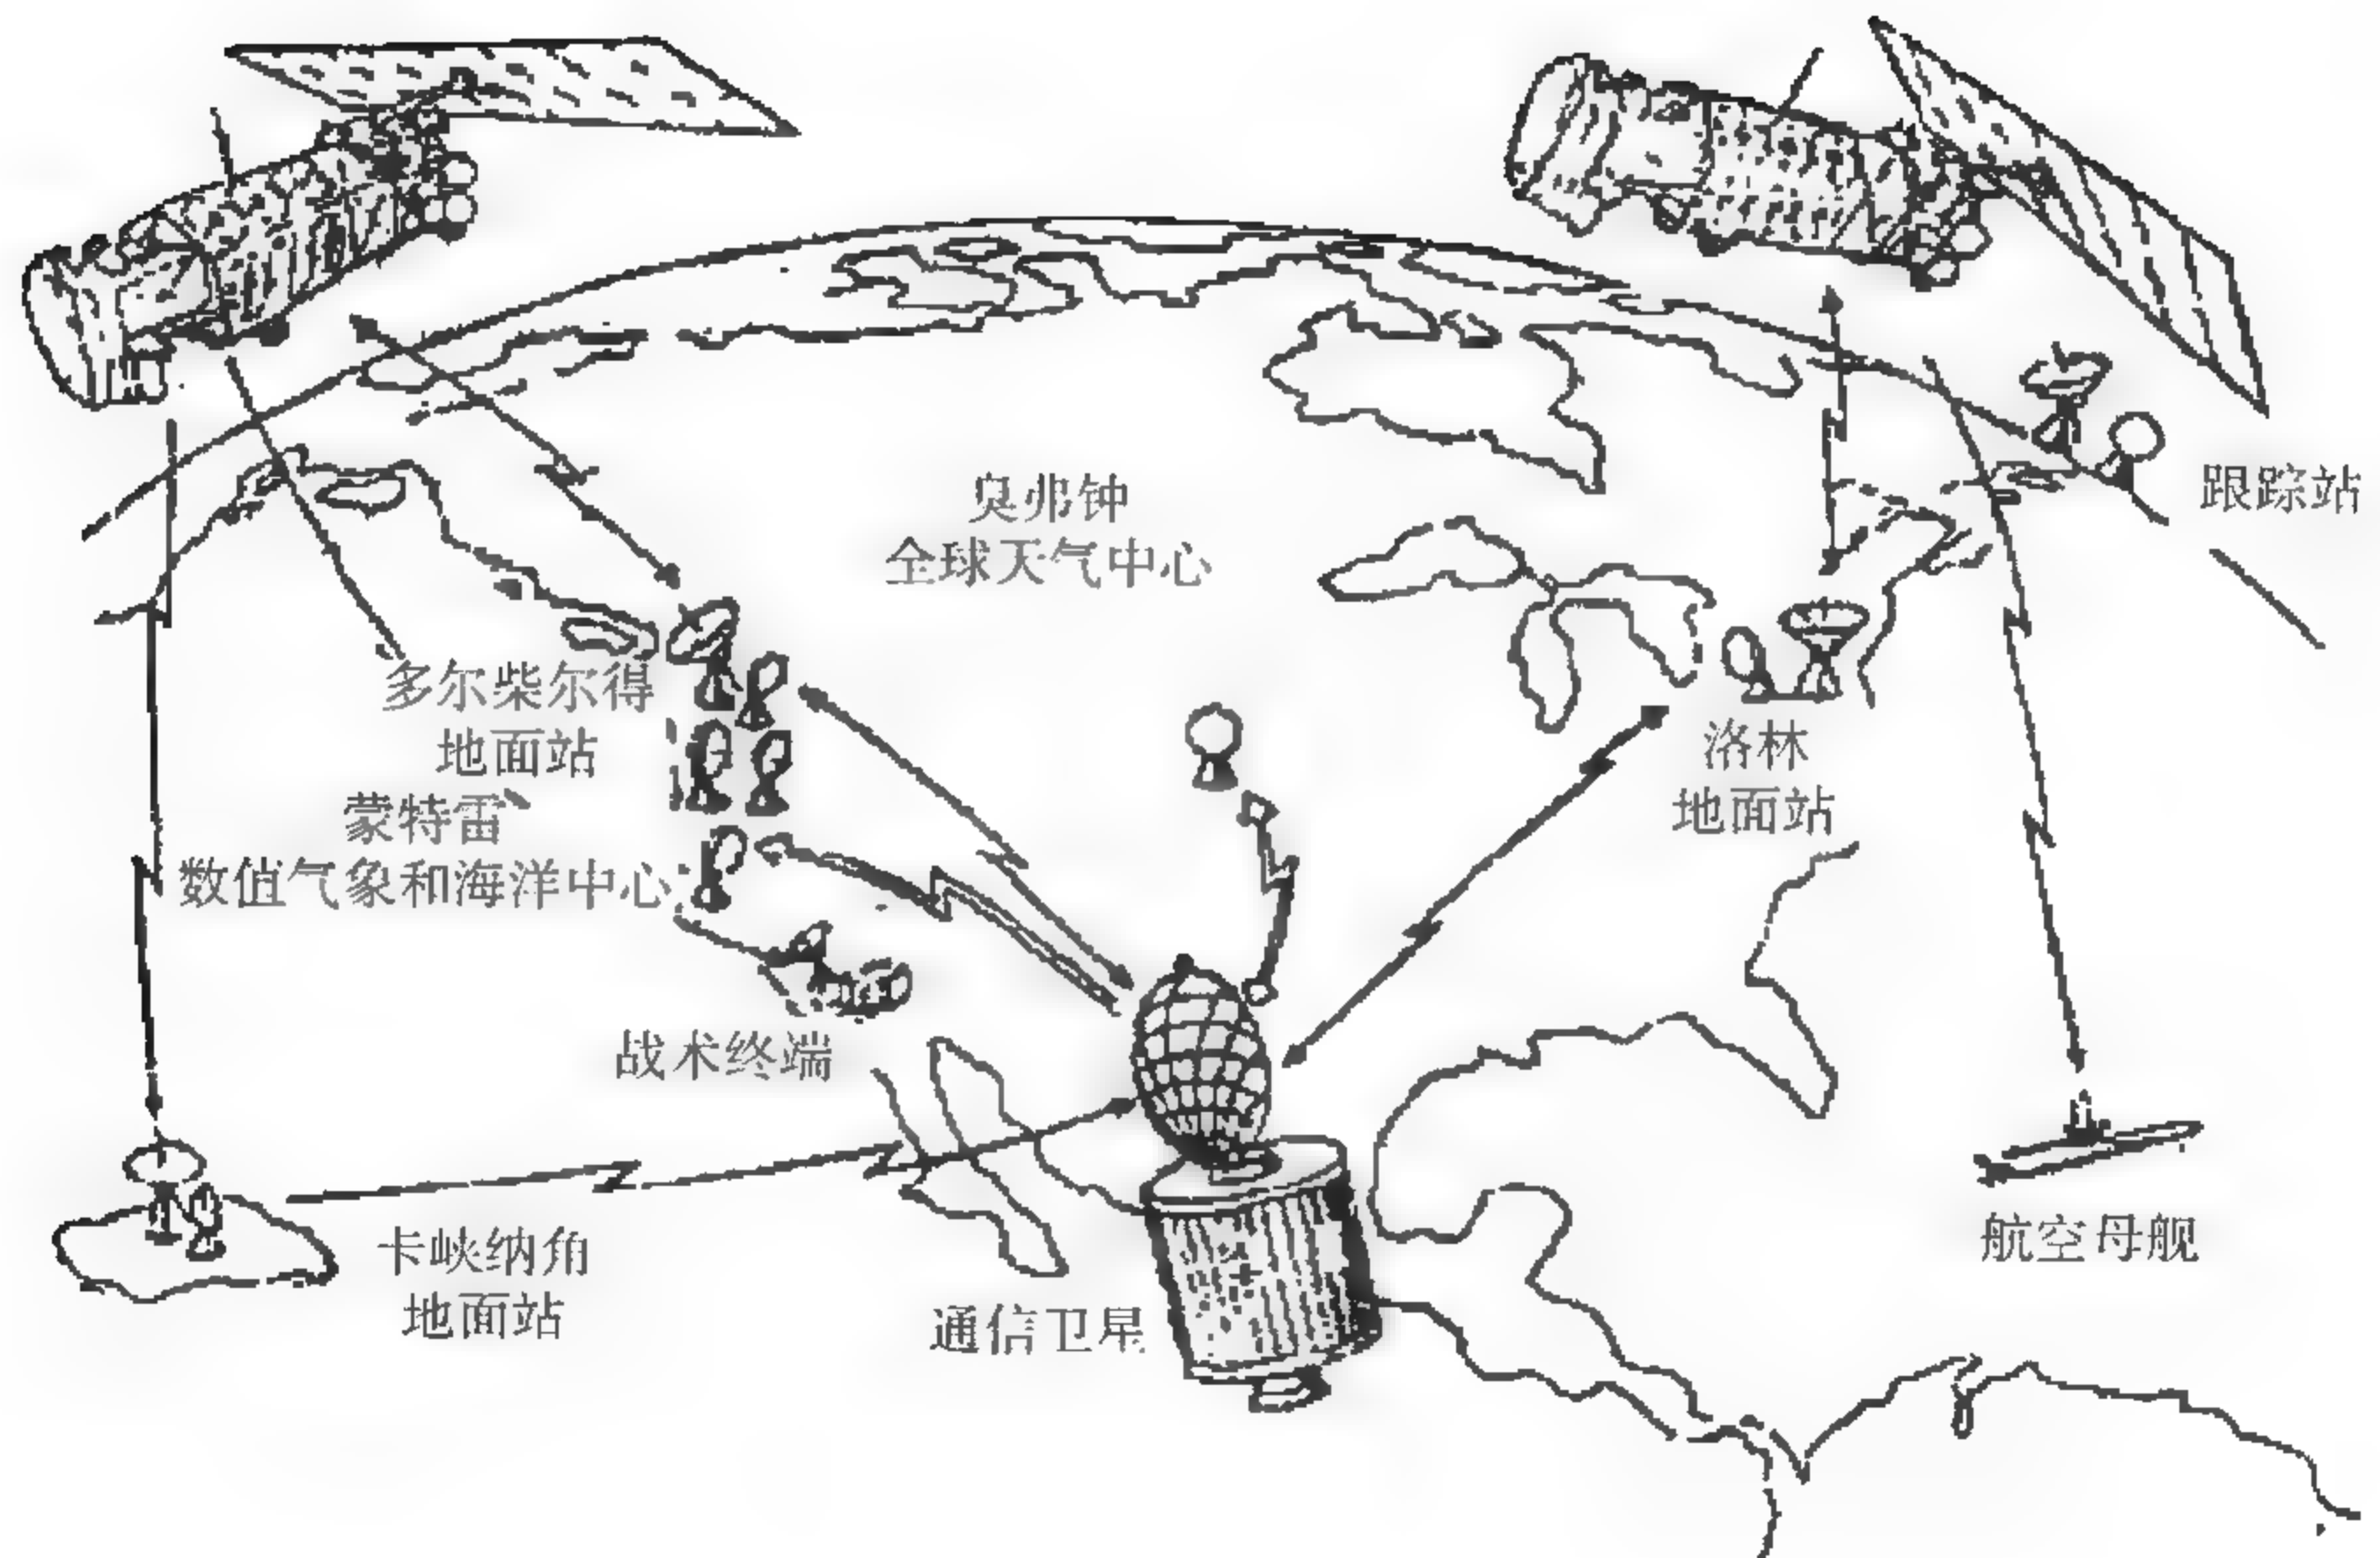 奥弗钟
全球天气中心
跟踪站
多尔柴尔得
地面站
蒙特雷
数值气象和海洋中心
洛林
地面站
战术终端
卡峡纳角
地面站
通信卫星
航空母舰